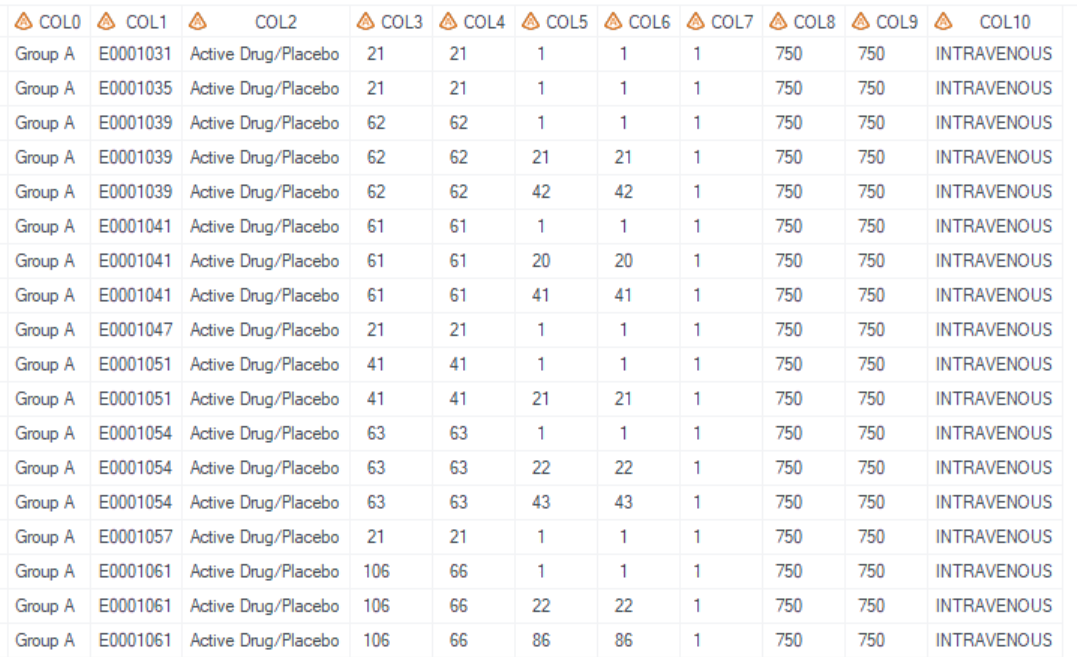 COL0 COL1 COL2 COL3 COL4 COL5 COL6 COL7 COL8 COL9 COL10
Group A E0001031 Active Drug/Placebo 21 21 1 1 1 750 750 INTRAVENOUS
Group A E0001035 Active Drug/Placebo 21 21 1 1 1 750 750 INTRAVENOUS
Group A E0001039 Active Drug/Placebo 62 62 1 1 1 750 750 INTRAVENOUS
Group A E0001039 Active Drug/Placebo 62 62 21 21 1 750 750 INTRAVENOUS
Group A E0001039 Active Drug/Placebo 62 62 42 42 1 750 750 INTRAVENOUS
Group A E0001041 Active Drug/Placebo 61 61 1 1 1 750 750 INTRAVENOUS
Group A E0001041 Active Drug/Placebo 61 61 20 20 1 750 750 INTRAVENOUS
Group A E0001041 Active Drug/Placebo 61 61 41 41 1 750 750 INTRAVENOUS
Group A E0001047 Active Drug/Placebo 21 21 1 1 1 750 750 INTRAVENOUS
Group A E0001051 Active Drug/Placebo 41 41 1 1 1 750 750 INTRAVENOUS
Group A E0001051 Active Drug/Placebo 41 41 21 21 1 750 750 INTRAVENOUS
Group A E0001054 Active Drug/Placebo 63 63 1 1 1 750 750 INTRAVENOUS
Group A E0001054 Active Drug/Placebo 63 63 22 22 1 750 750 INTRAVENOUS
Group A E0001054 Active Drug/Placebo 63 63 43 43 1 750 750 INTRAVENOUS
Group A E0001057 Active Drug/Placebo 21 21 1 1 1 750 750 INTRAVENOUS
Group A E0001061 Active Drug/Placebo 106 66 1 1 1 750 750 INTRAVENOUS
Group A E0001061 Active Drug/Placebo 106 66 22 22 1 750 750 INTRAVENOUS
Group A E0001061 Active Drug/Placebo 106 66 86 86 1 750 750 INTRAVENOUS